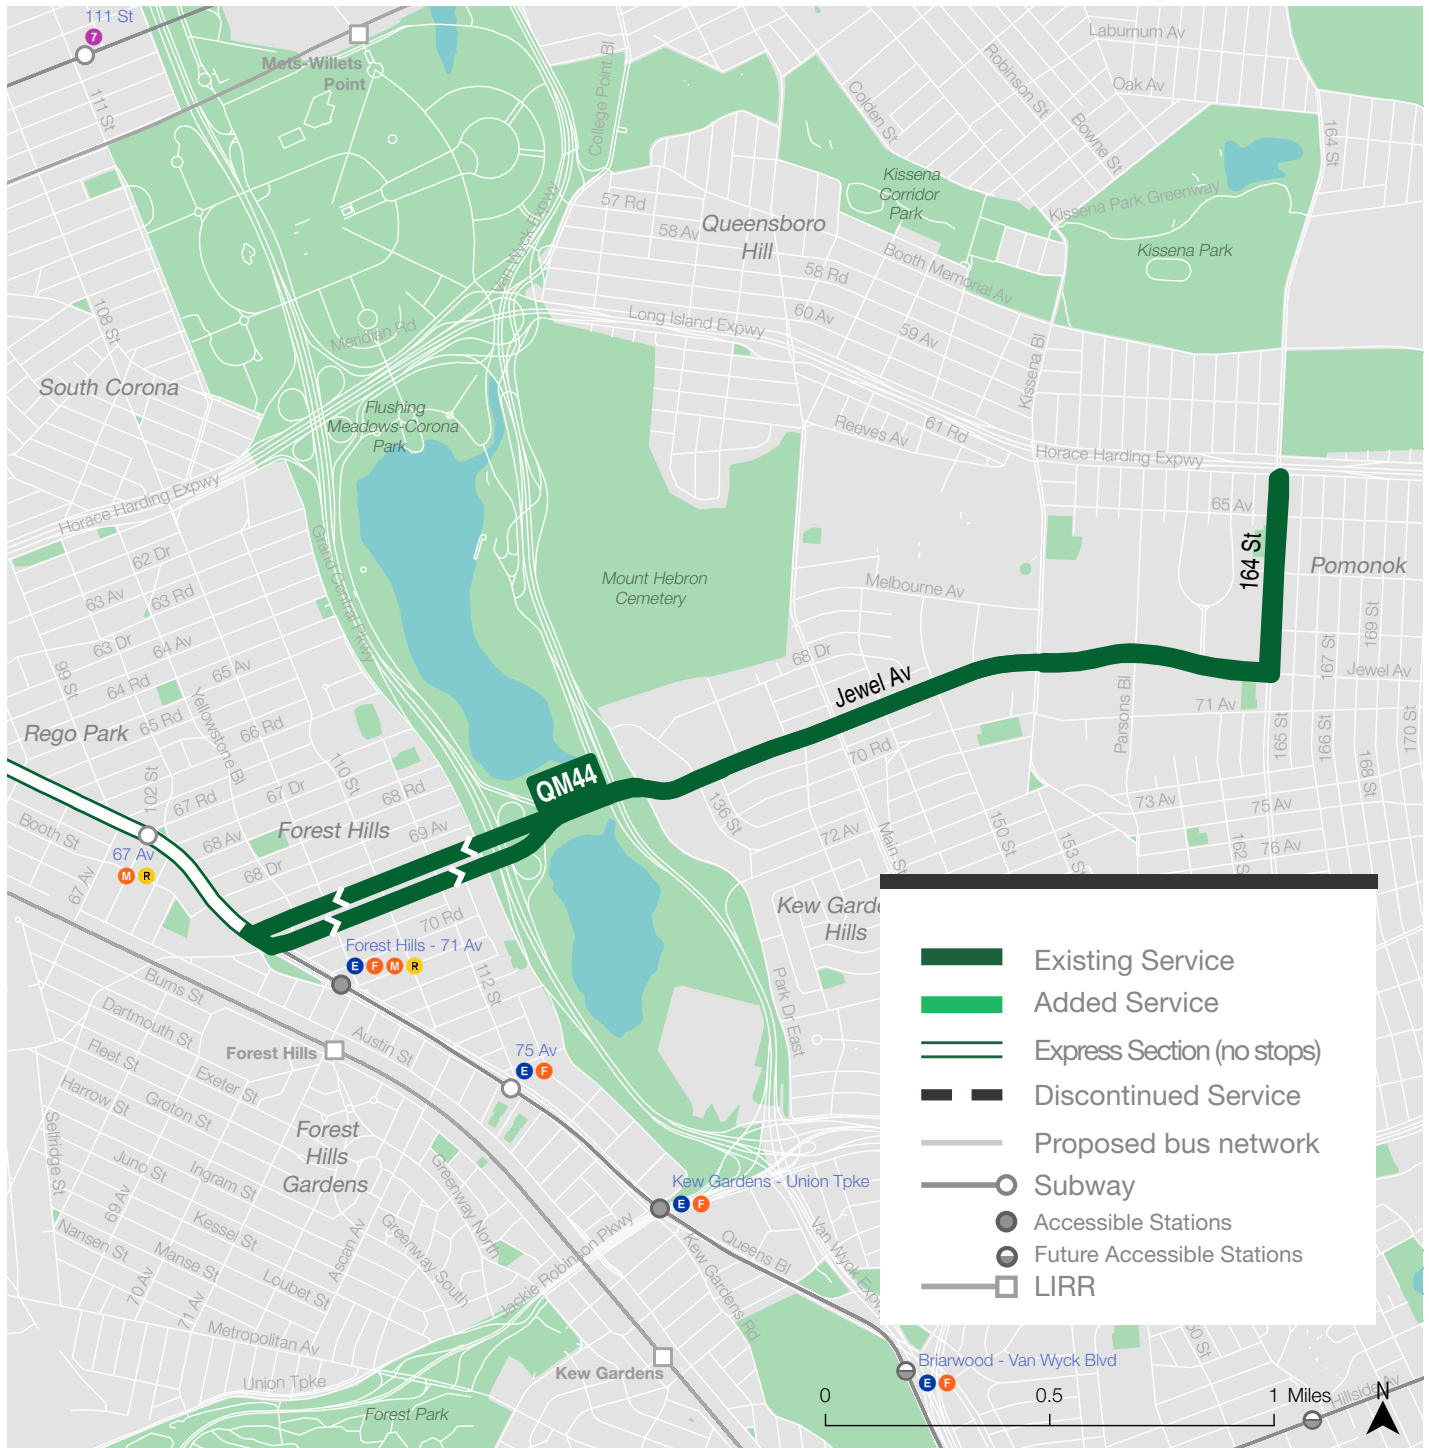 111 St
7
Mets-Willets
Point
111 St
College Point Bl
Laburnum Av
Robinson St
Oak Av
Colden St
Bowne St
164 St
Kissena
Corridor
Park
Kissena Park Greenway
57 Rd
58 Av
Queensboro
Hill
Van Wyck Expwy
Booth Memorial Av
Kissena Park
58 Rd
60 Av
59 Av
Long Island Expwy
108 St
Meridian Rd
South Corona
Flushing
Meadows-Corona
Park
Kissena Bl
Reeves Av
61 Rd
Horace Harding Expwy
Horace Harding Expwy
65 Av
164 St
Pomonok
Grand Central Pkwy
62 Dr
63 Av
63 Rd
63 Dr
64 Av
65 Av
64 Rd
99 St
65 Rd
Yellowstone Bl
66 Rd
Rego Park
Mount Hebron
Cemetery
Melbourne Av
68 Dr
Jewel Av
169 St
167 St
Jewel Av
71 Av
Parsons Bl
165 St
166 St
170 St
168 St
70 Rd
QM44
110 St
102 St
67 Rd
67 Dr
68 Rd
Booth St
Forest Hills
69 Av
68 Av
68 Dr
67 Av
M R
67 Av
136 St
72 Av
Main St
150 St
153 St
73 Av
75 Av
76 Av
162 S
70 Rd
Forest Hills - 71 Av
E F M R
112 St
Kew Garde
Hills
Park Dr East
Burns St
Dartmouth St
Fleet St
Harrow St
Austin St
Forest Hills
Exeter St
Groton St
75 Av
E F
Selfridge St
Forest
Hills
Gardens
Juno St
Ingram St
69 Av
Kessel St
Nansen St
Manse St
Ascan Av
Loubet St
70 Av
71 Av
Greenway North
Greenway South
Metropolitan Av
Union Tpke
Jackie Robinson Pkwy
Kew Gardens - Union Tpke
E F
Queens Bl
Kew Gardens Rd
Van Wyck Expw
Kew Gardens
Forest Park
Briarwood - Van Wyck Blvd
E F
60 St
Hillside Av
Existing Service
Added Service
Express Section (no stops)
Discontinued Service
Proposed bus network
Subway
Accessible Stations
Future Accessible Stations
LIRR
0 0.5 1 Miles
N